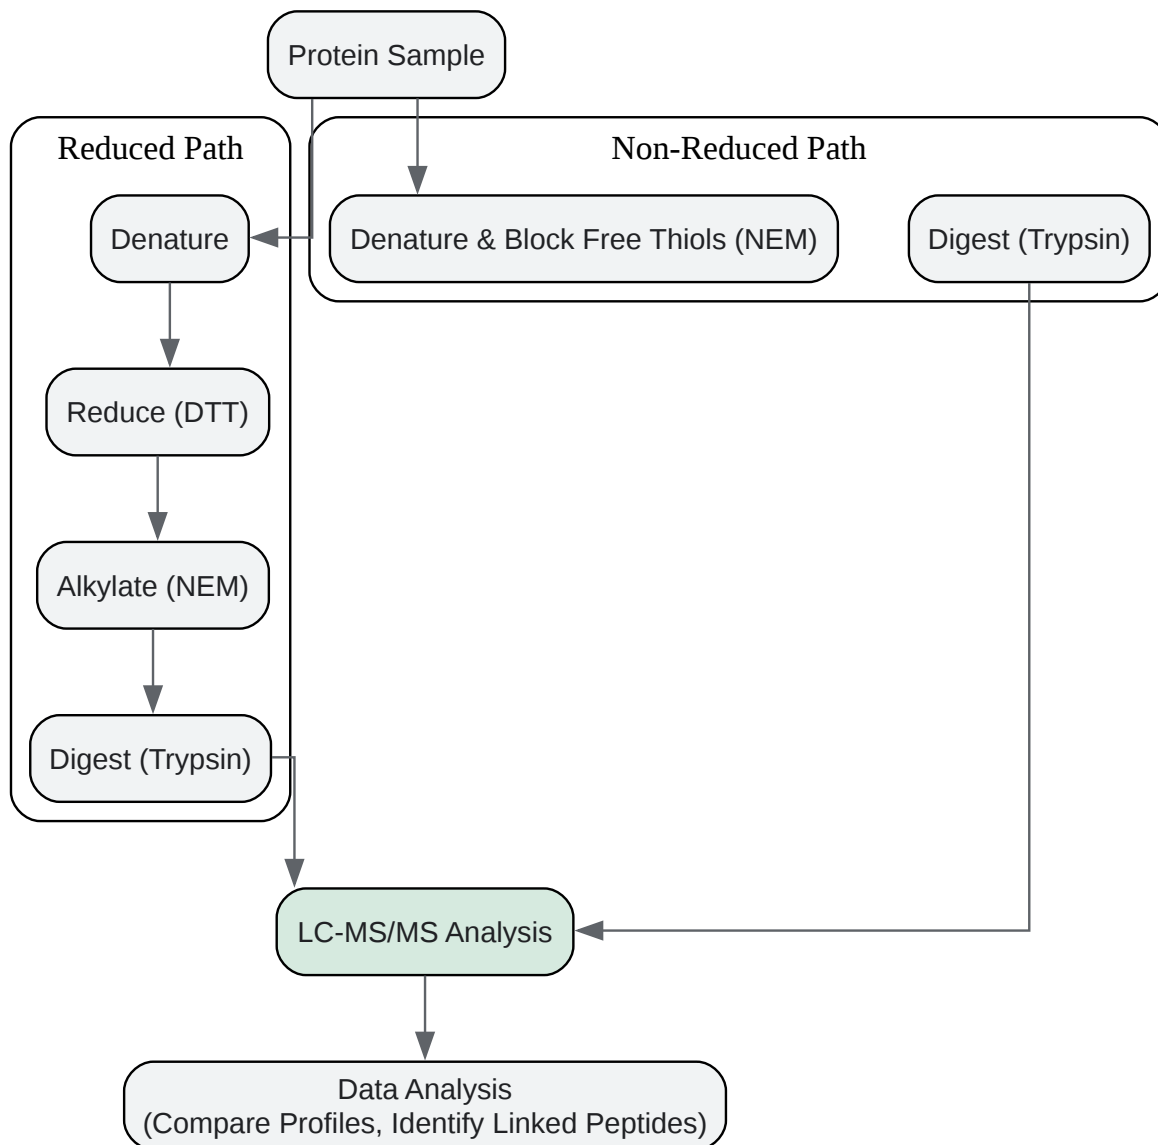 Protein Sample
Reduced Path
Non-Reduced Path
Denature
Denature & Block Free Thiols (NEM)
Digest (Trypsin)
Reduce (DTT)
Alkylate (NEM)
Digest (Trypsin)
LC-MS/MS Analysis
Data Analysis
(Compare Profiles, Identify Linked Peptides)